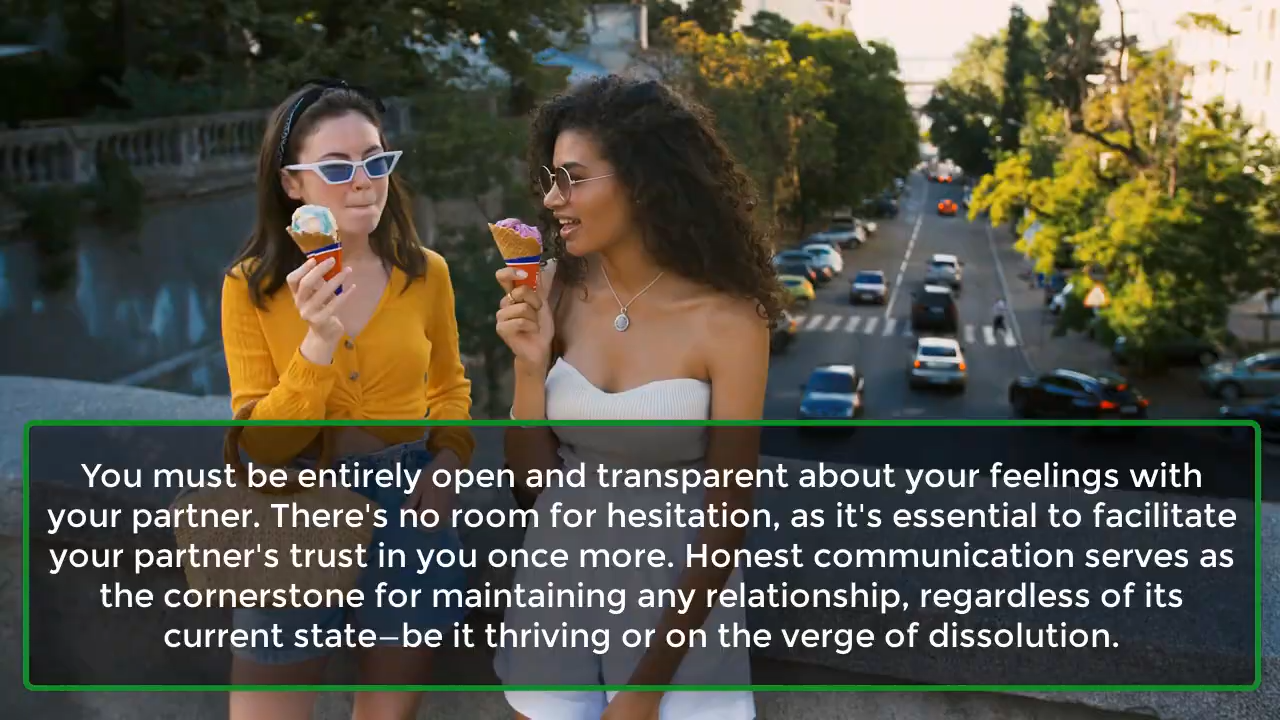 You must be entirely open and transparent about your feelings with
your partner. There's no room for hesitation, as it's essential to facilitate
your partner's trust in you once more. Honest communication serves as
the cornerstone for maintaining any relationship, regardless of its
current state—be it thriving or on the verge of dissolution.